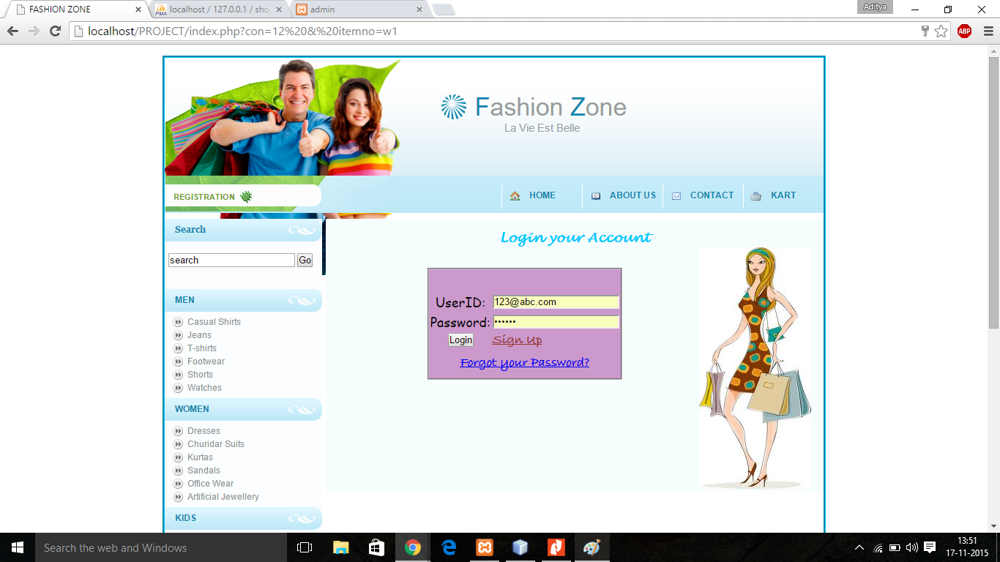 FASHION ZONE
localhost / 127.0.0.1 / sho
admin
Aditya
localhost/PROJECT/index.php?con=12%20&%20itemno=w1
ABP
Fashion Zone
La Vie Est Belle
REGISTRATION
HOME
ABOUT US
CONTACT
KART
Search
search
Go
MEN
Casual Shirts
Jeans
T-shirts
Footwear
Shorts
Watches
WOMEN
Dresses
Churidar Suits
Kurtas
Sandals
Office Wear
Artificial Jewellery
KIDS
Login your Account
UserID: 123@abc.com
Password: ••••••
Login Sign Up
Forgot your Password?
Search the web and Windows
13:51
17-11-2015